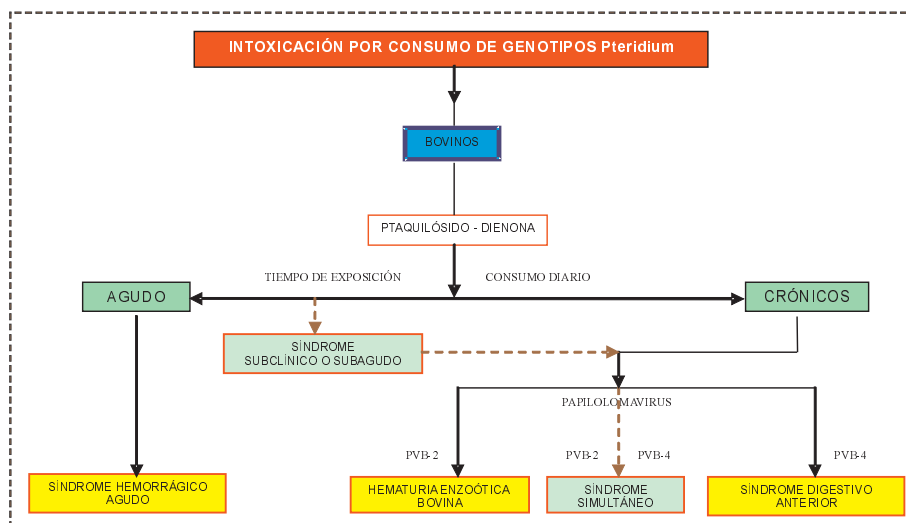 INTOXICACIÓN POR CONSUMO DE GENOTIPOS Pteridium
BOVINOS
PTAQUILÓSIDO - DIENONA
TIEMPO DE EXPOSICIÓN
CONSUMO DIARIO
AGUDO
CRÓNICOS
SÍNDROME
SUBCLÍNICO O SUBAGUDO
PAPILOLOMAVIRUS
PVB-2
PVB-2
PVB-4
PVB-4
SÍNDROME HEMORRÁGICO
AGUDO
HEMATURIA ENZOÓTICA
BOVINA
SÍNDROME
SIMULTÁNEO
SÍNDROME DIGESTIVO
ANTERIOR